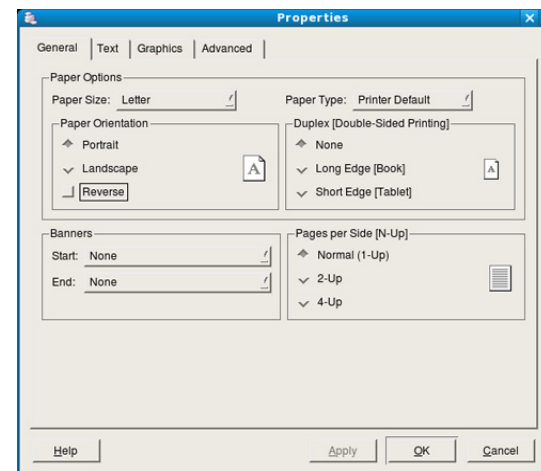 Properties
General Text Graphics Advanced
Paper Options
Paper Size: Letter Paper Type: Printer Default
Paper Orientation
Portrait
Landscape
Reverse
A
Duplex [Double-Sided Printing]
None
Long Edge [Book]
Short Edge [Tablet]
A
Banners
Start: None
End: None
Pages per Side [N-Up]
Normal (1-Up)
2-Up
4-Up
Help Apply OK Cancel